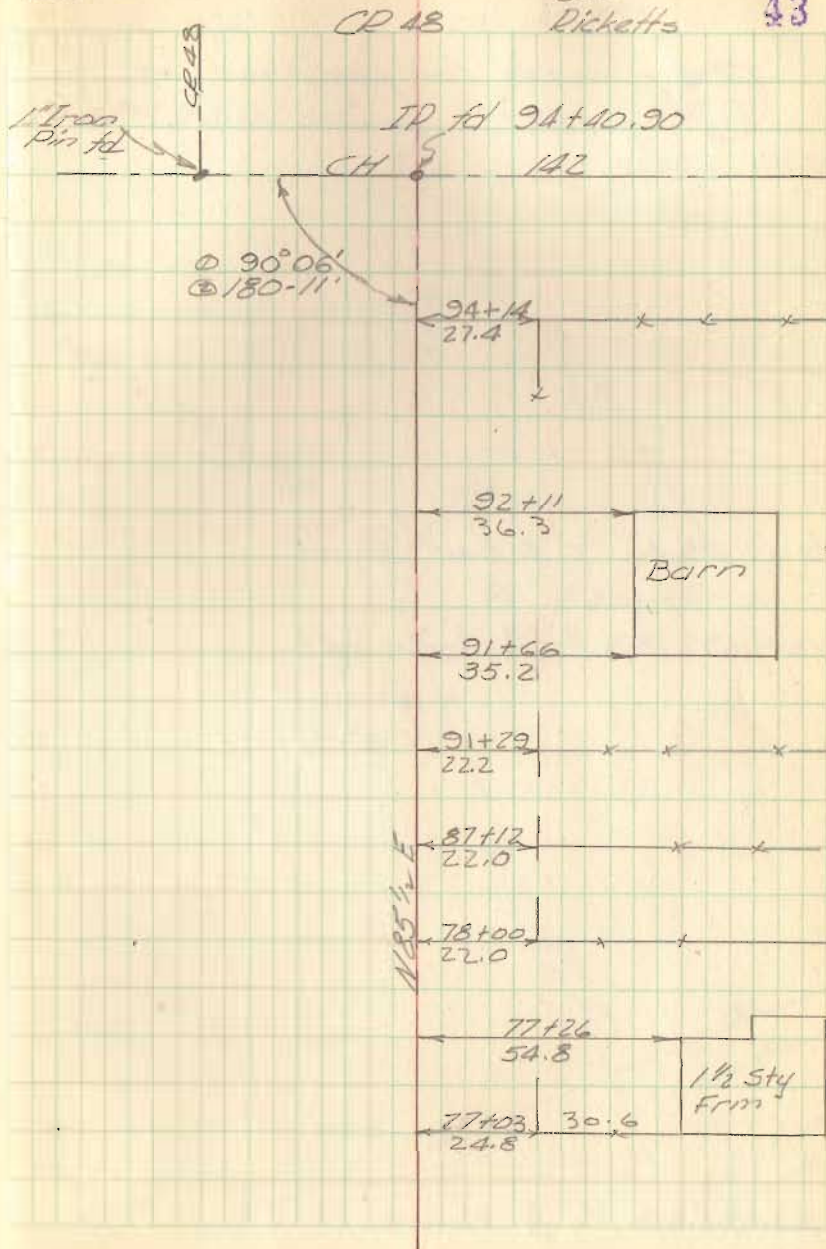 CR 48 Ricketts 43
CR 48
1" Iron
Pin fd
IP fd 94+40.90
CH 142
① 90°06'
② 180-11'
94+14
27.4
92+11
36.3
Barn
91+66
35.2
91+29
22.2
87+12
22.0
N85½E
78+00
22.0
77+26
54.8
1½ Sty
Frm
77+03 30.6
24.8